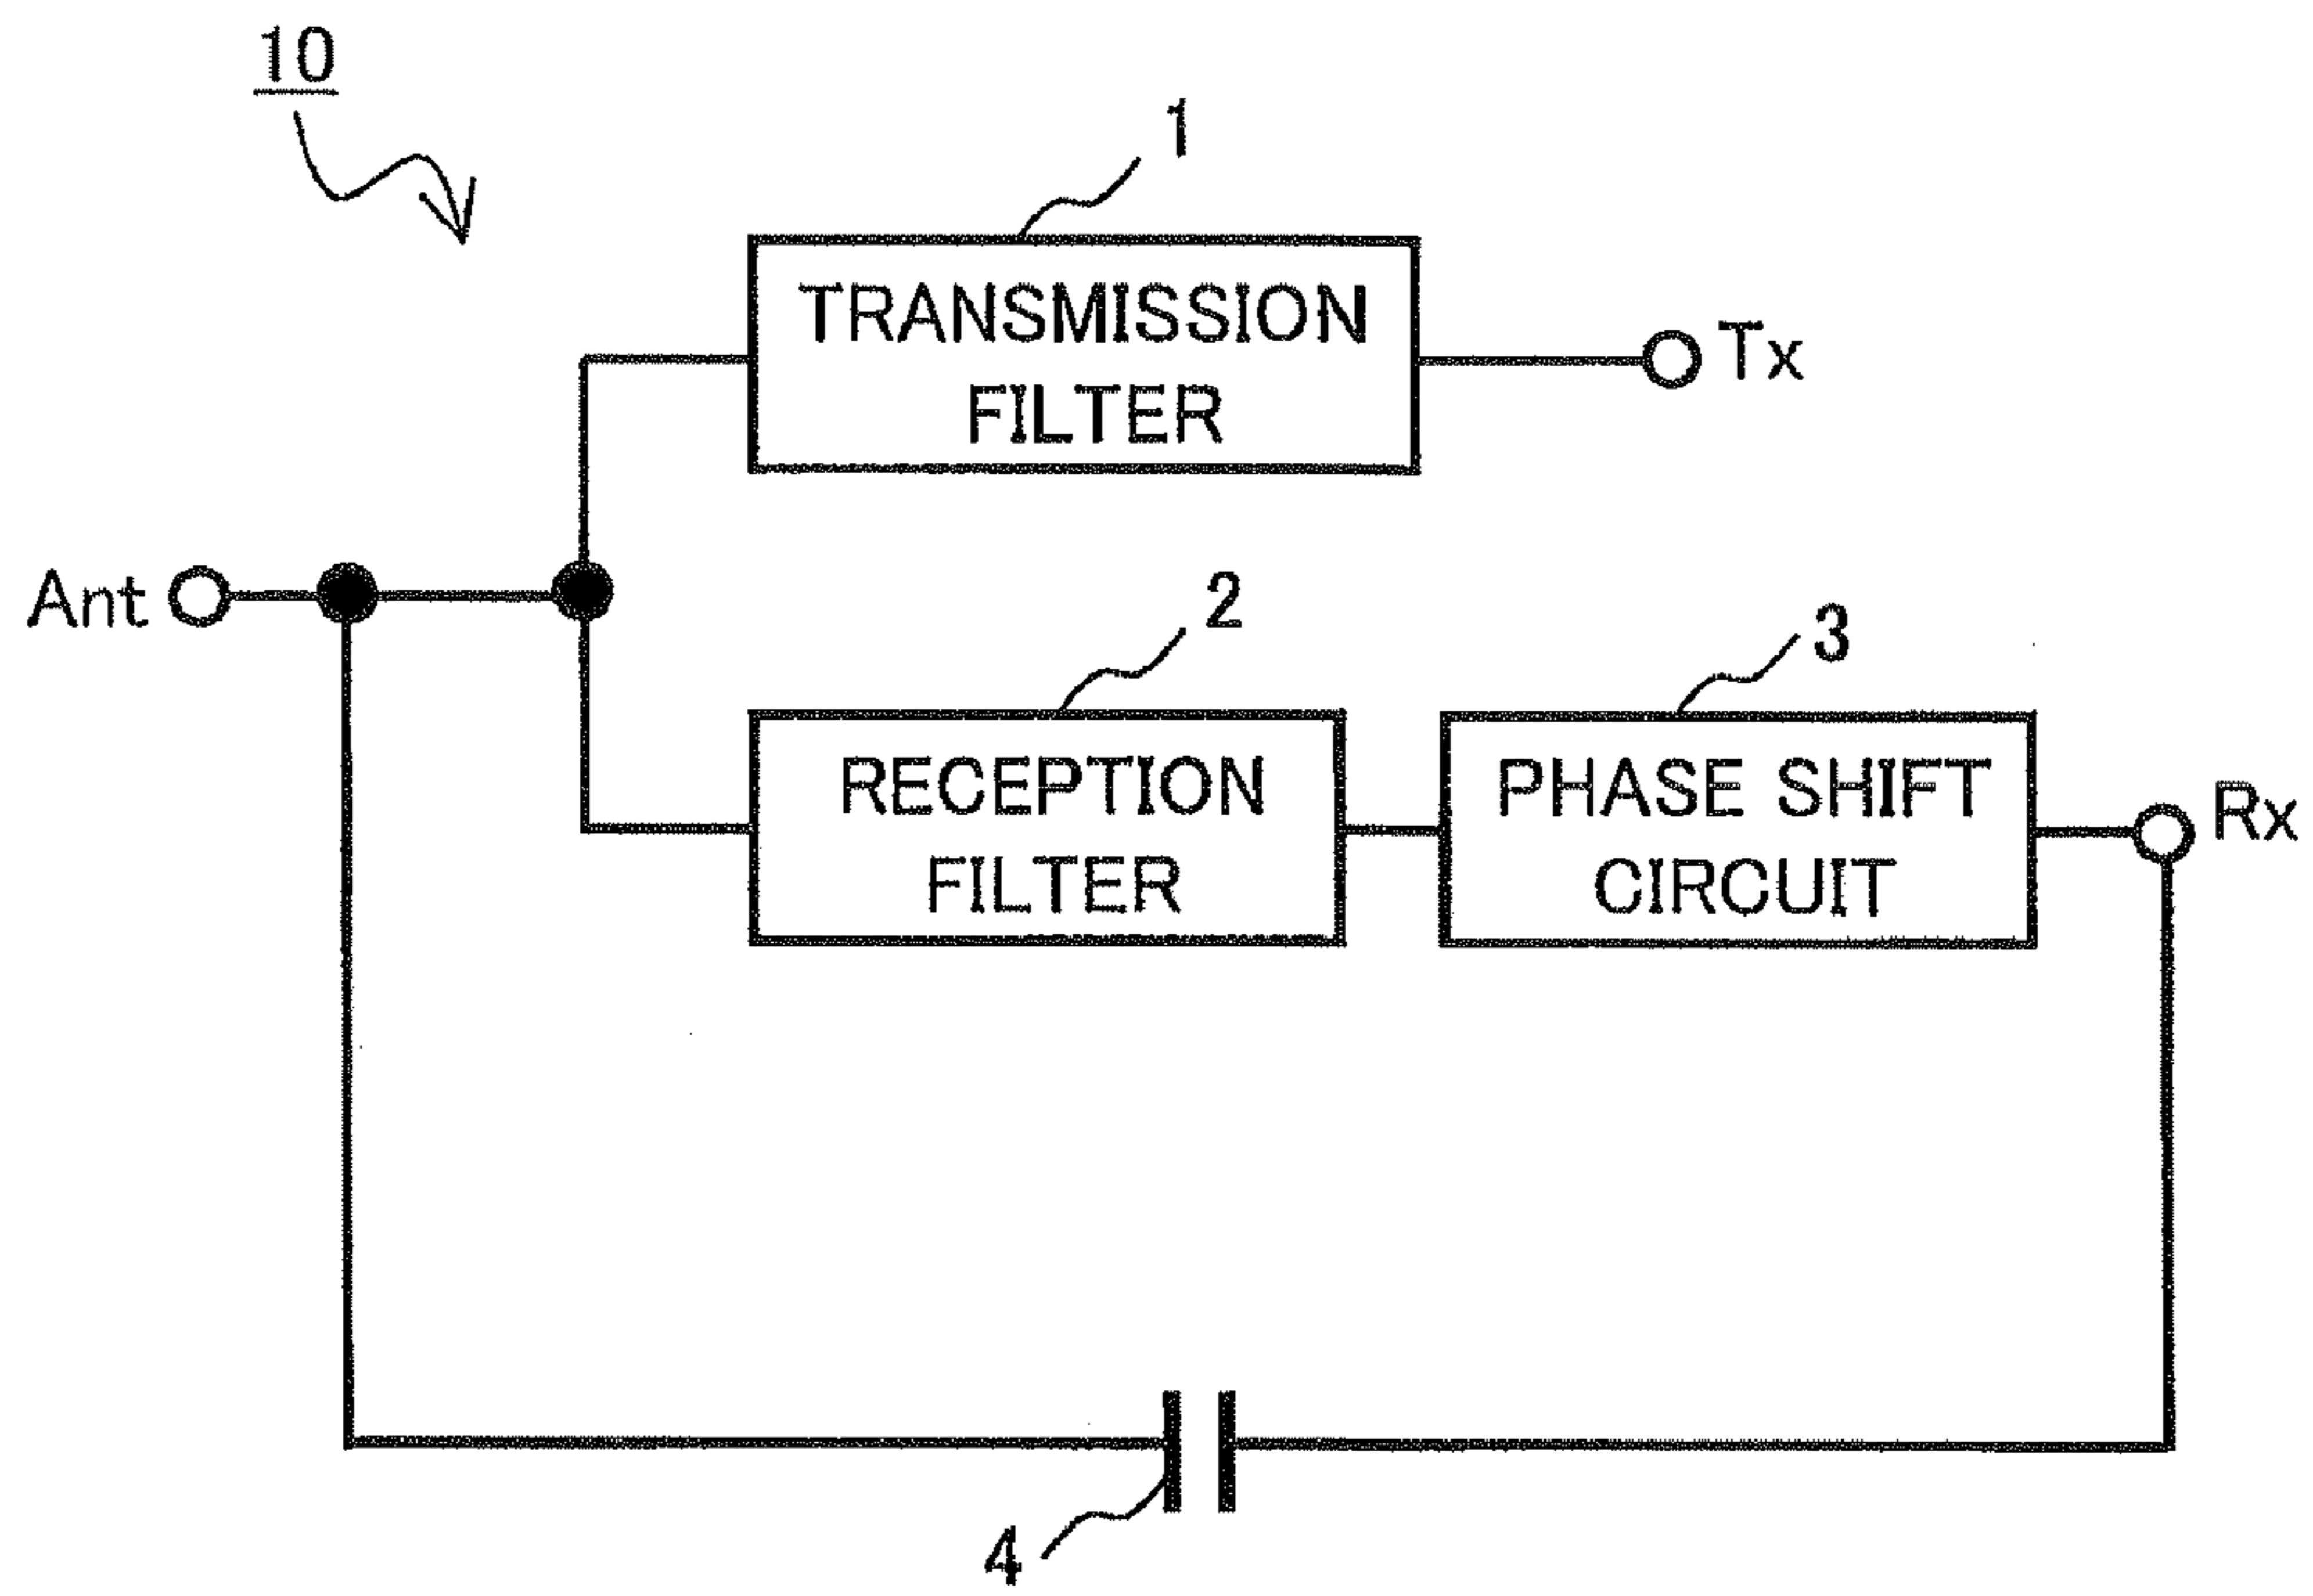 10
1
TRANSMISSION
FILTER
Tx
Ant
2
3
RECEPTION
FILTER
PHASE SHIFT
CIRCUIT
Rx
4